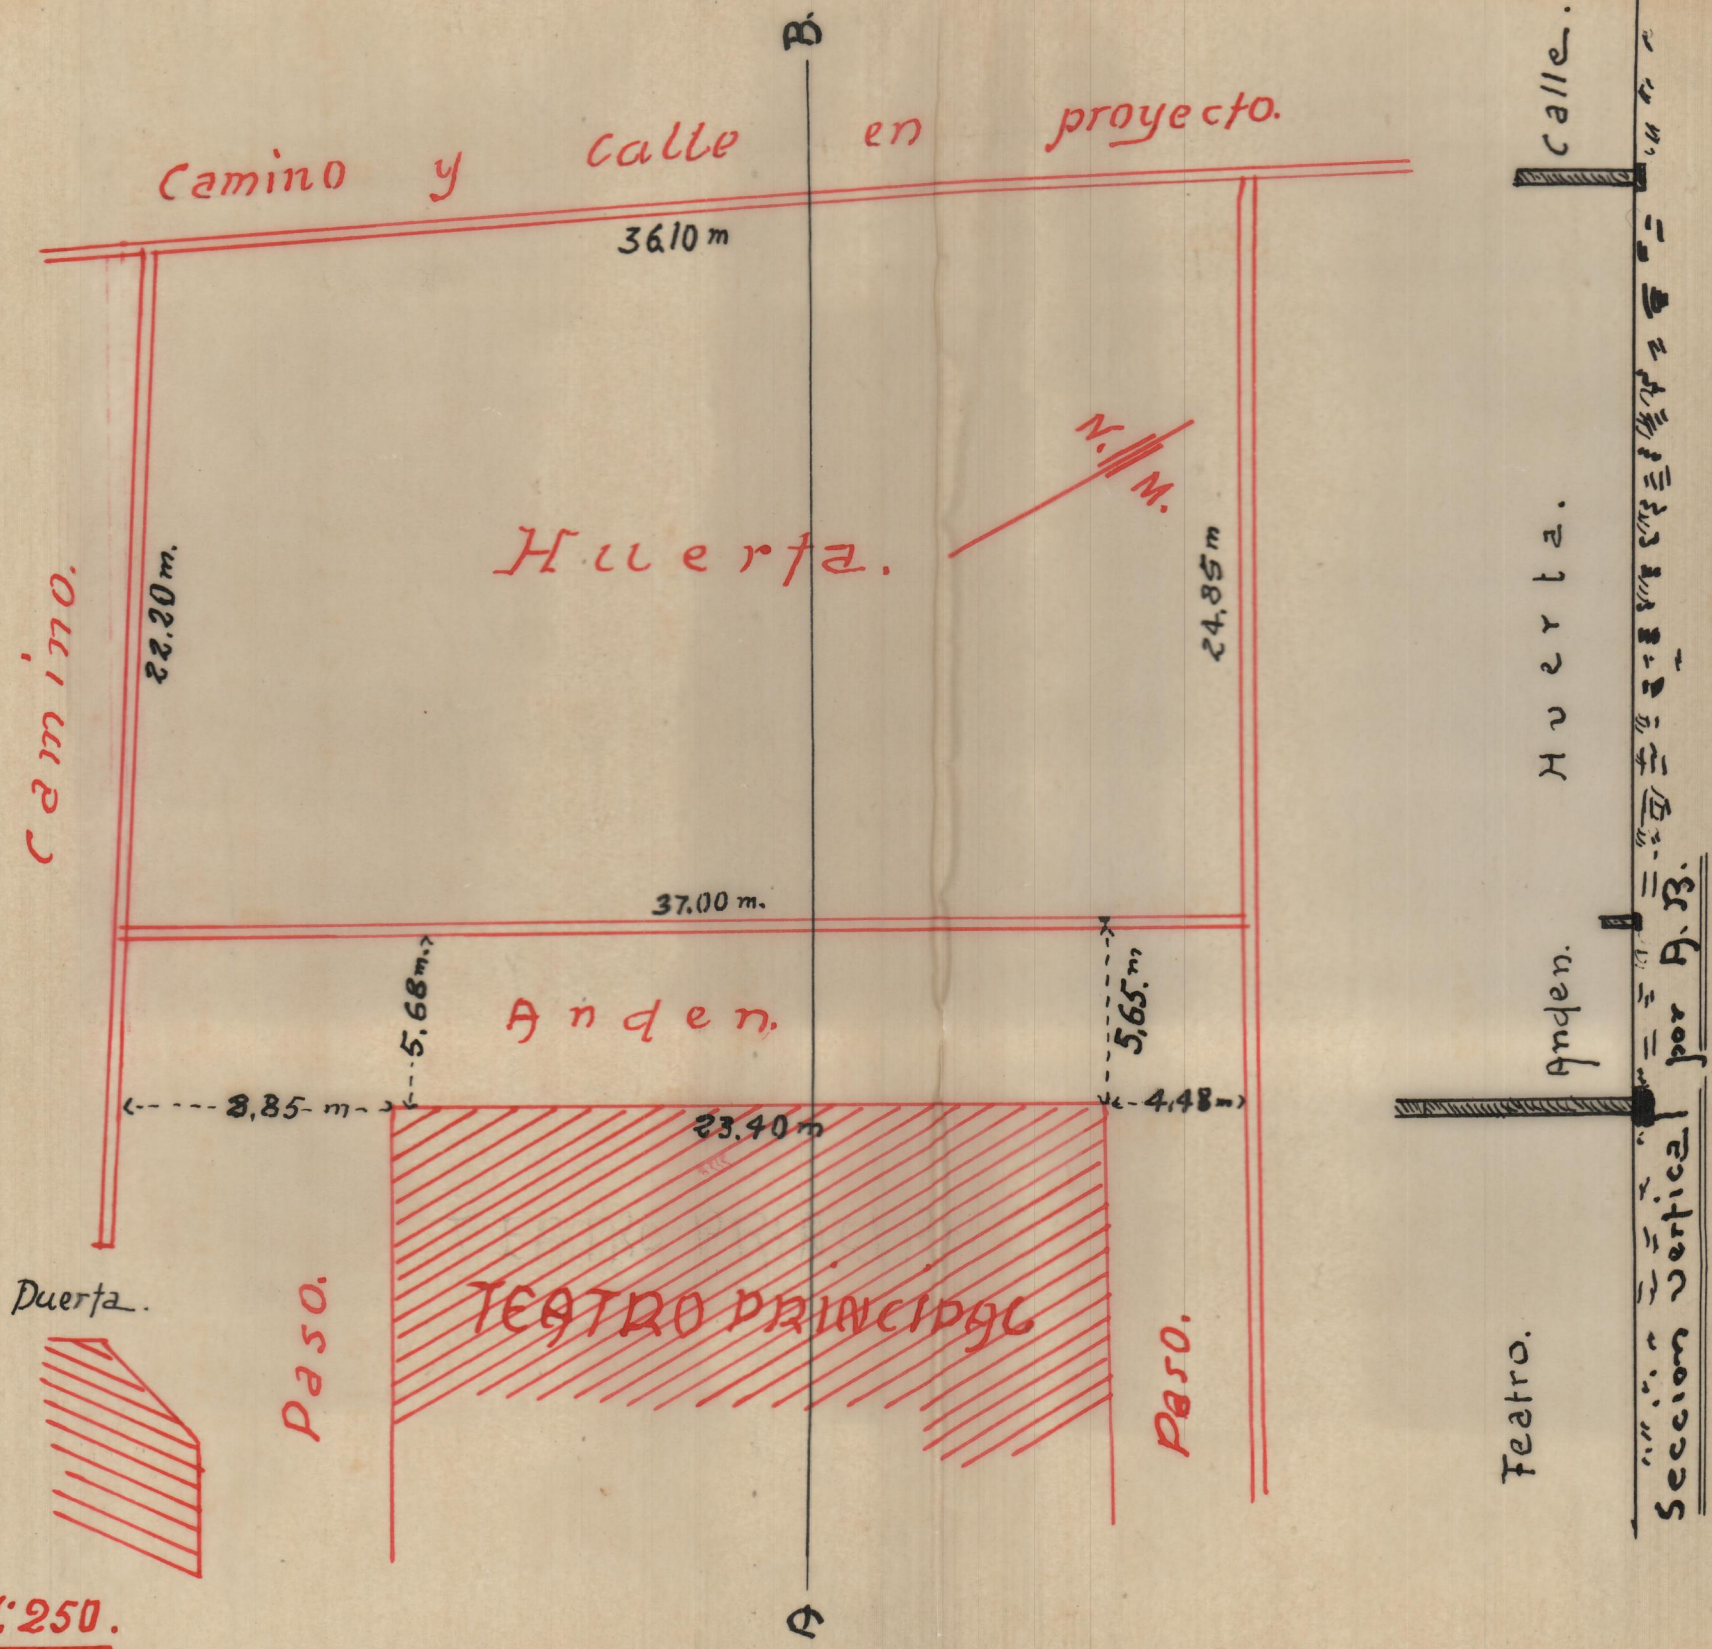 B.
Calle.
Camino y Calle en proyecto.
36.10 m
N.
M.
Huerta.
Camino.
22.20 m.
24,85 m
Huerta.
37.00 m.
5,68 m.
Anden.
5,65. m
Anden.
8,85 m
23.40 m
4,48 m
Puerta.
Paso.
TEATRO PRINCIPAL
Paso.
Teatro.
Seccion vertical por A.B.
:250.
A